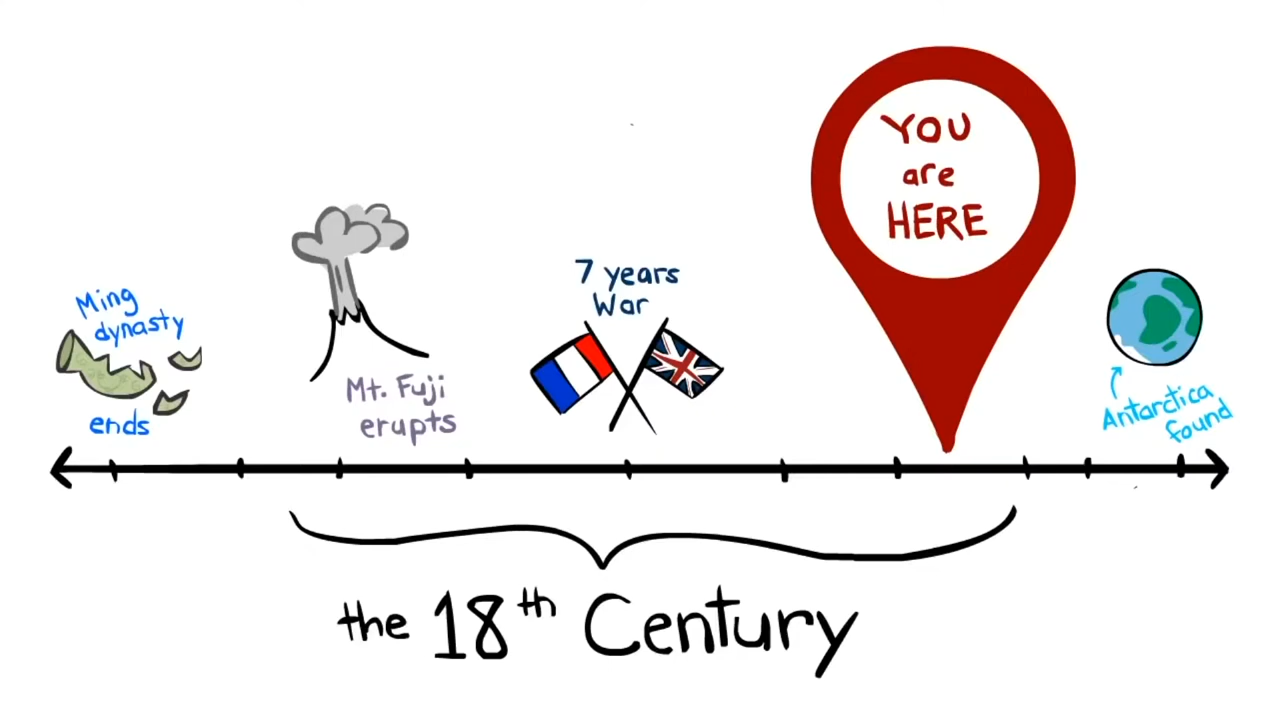 Ming
dynasty
ends
Mt. Fuji
erupts
7 years
War
YOU
are
HERE
Antarctica
found
the 18th Century